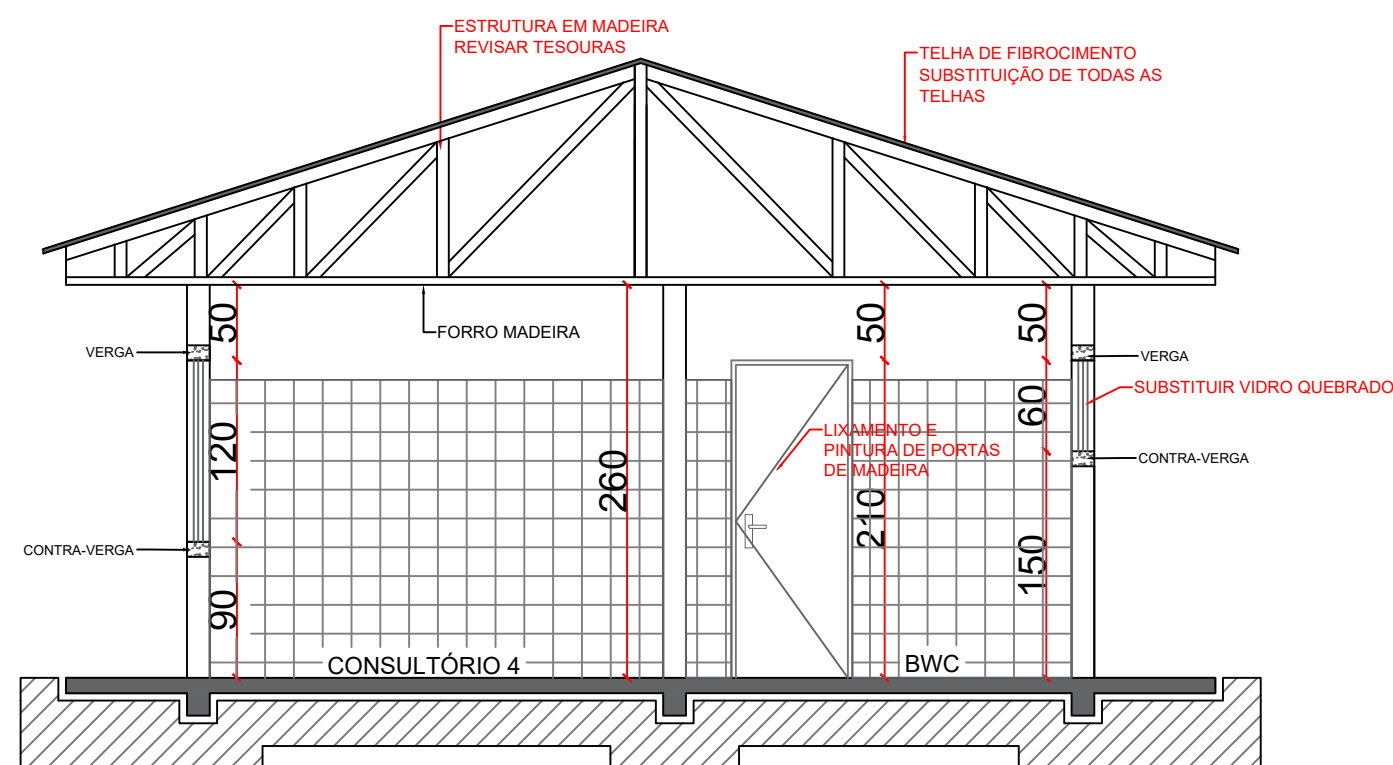 ESTRUTURA EM MADEIRA
REVISAR TESOURAS
TELHA DE FIBROCIMENTO
SUBSTITUIÇÃO DE TODAS AS
TELHAS
50
FORRO MADEIRA
50
50
VERGA
VERGA
SUBSTITUIR VIDRO QUEBRADO
60
120
LIXAMENTO E
PINTURA DE PORTAS
DE MADEIRA
CONTRA-VERGA
260
210
CONTRA-VERGA
150
90
CONSULTÓRIO 4
BWC